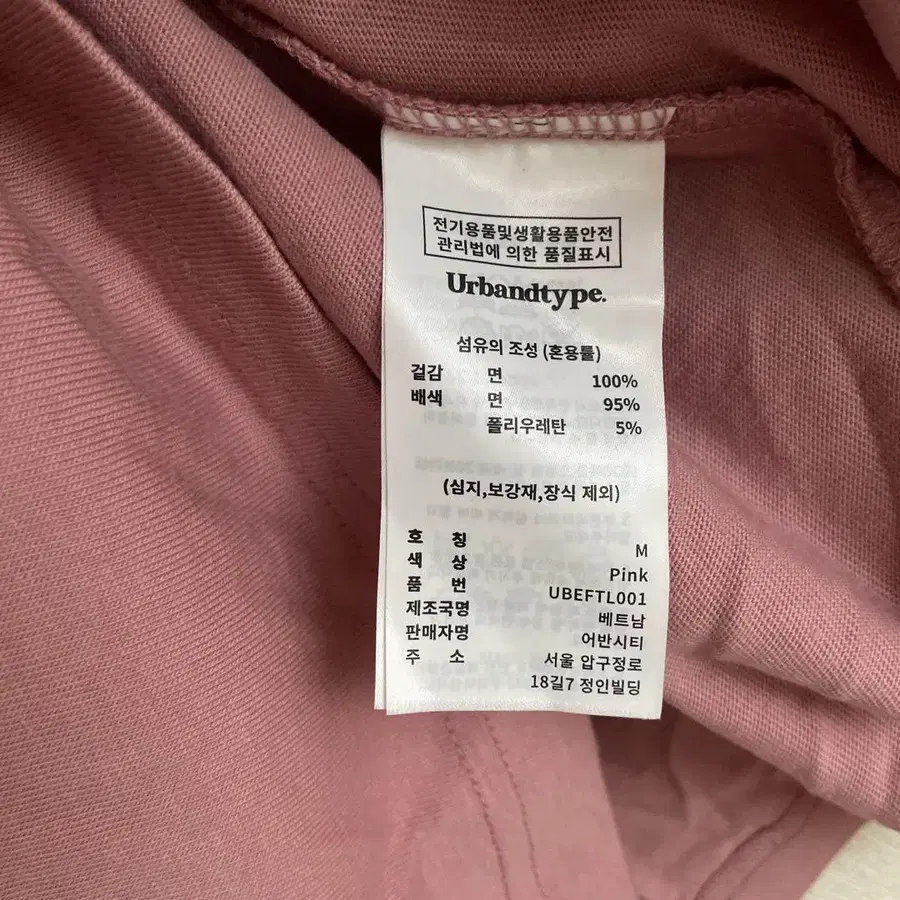 전기용품및생활용품안전
관리법에 의한 품질표시
Urbandtype.
섬유의 조성 (혼용률)
겉감 면 100%
배색 면 95%
폴리우레탄 5%
(심지,보강재,장식 제외)
호 칭 M
색 상 Pink
품 번 UBEFTL001
제조국명 베트남
판매자명 어반시티
주 소 서울 압구정로
18길7 정인빌딩